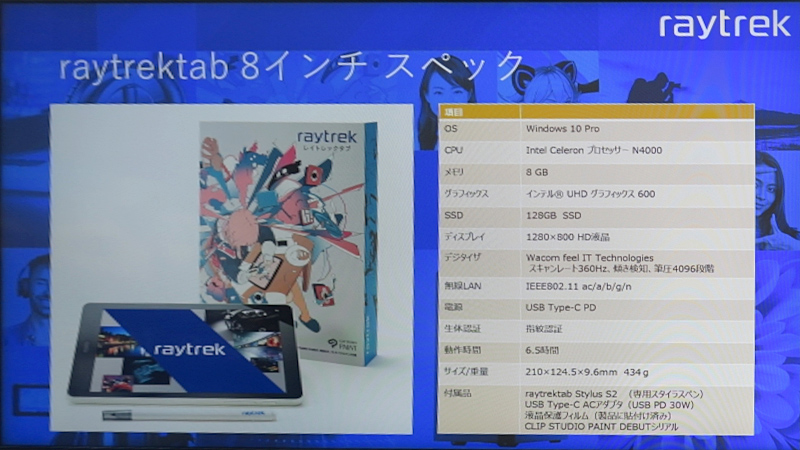 raytrek
raytrektab 8インチ スペック
raytrek
レイトレックタブ
raytrek
raytrek
項目
OS Windows 10 Pro
CPU Intel Celeron プロセッサー N4000
メモリ 8 GB
グラフィックス インテル® UHD グラフィックス 600
SSD 128GB SSD
ディスプレイ 1280×800 HD液晶
デジタイザ Wacom feel IT Technologies
スキャンレート360Hz、傾き検知、筆圧4096段階
無線LAN IEEE802.11 ac/a/b/g/n
電源 USB Type-C PD
生体認証 指紋認証
動作時間 6.5時間
サイズ/重量 210×124.5×9.6mm 434g
付属品 raytrektab Stylus S2 (専用スタイラスペン)
USB Type-C ACアダプタ(USB PD 30W)
液晶保護フィルム(製品に貼付け済み)
CLIP STUDIO PAINT DEBUTシリアル